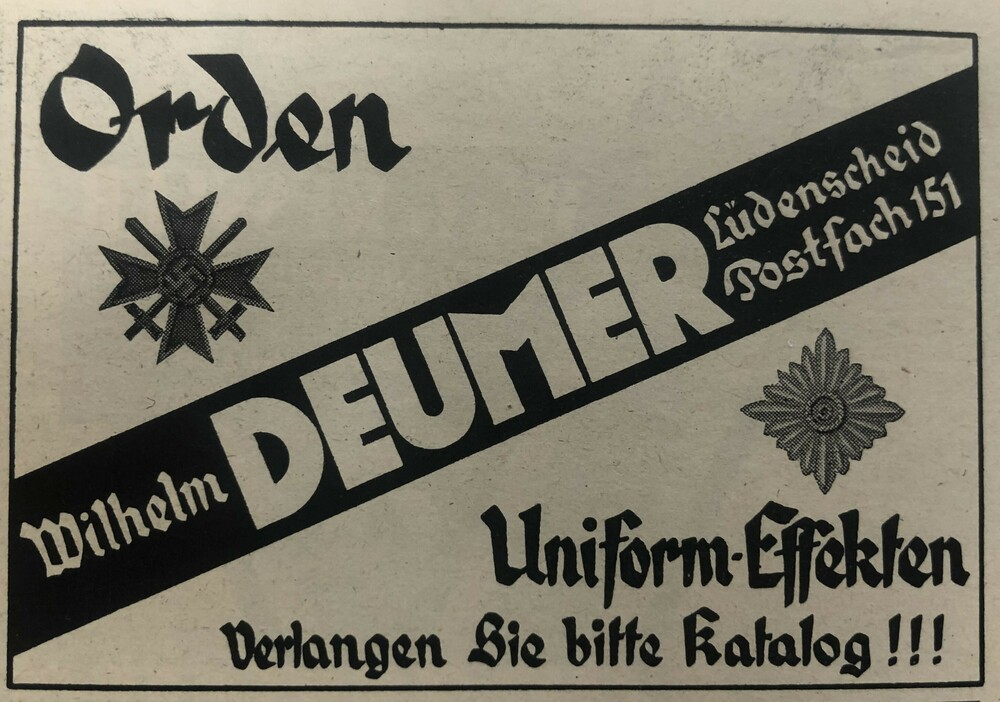 Orden
Wilhelm DEUMER Lüdenscheid
Postfach 151
Uniform-Effekten
Verlangen Sie bitte Katalog!!!